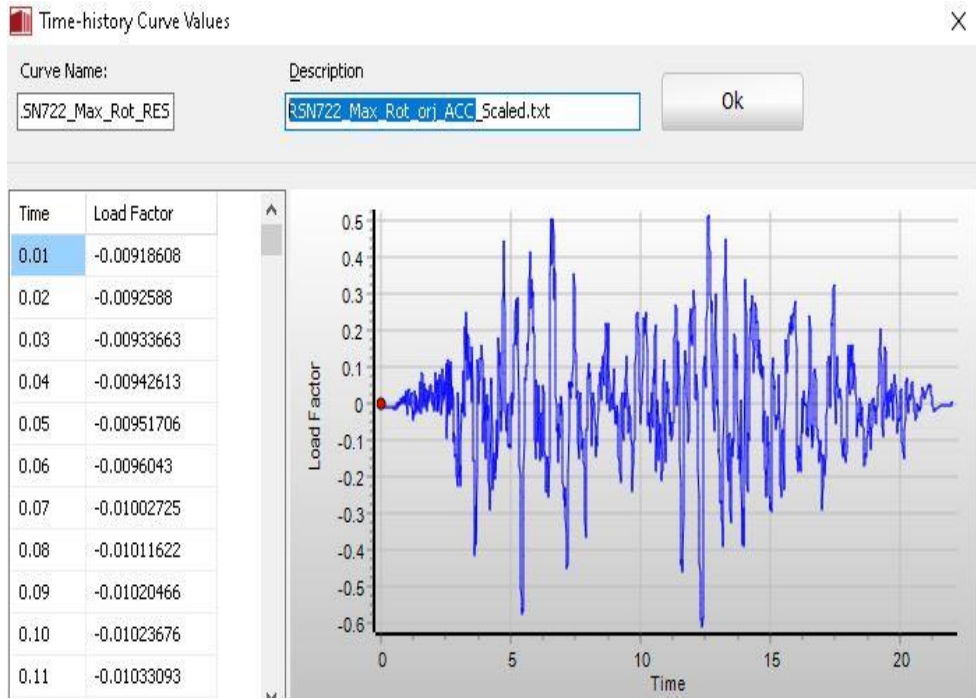 Time-history Curve Values
Curve Name:
Description
.SN722_Max_Rot_RES
RSN722_Max_Rot_orj_ACC_Scaled.txt
Ok
Time Load Factor
0.01 -0.00918608
0.02 -0.0092588
0.03 -0.00933663
0.04 -0.00942613
0.05 -0.00951706
0.06 -0.0096043
0.07 -0.01002725
0.08 -0.01011622
0.09 -0.01020466
0.10 -0.01023676
0.11 -0.01033093
Load Factor
0.5
0.4
0.3
0.2
0.1
0
-0.1
-0.2
-0.3
-0.4
-0.5
-0.6
0 5 10 15 20
Time